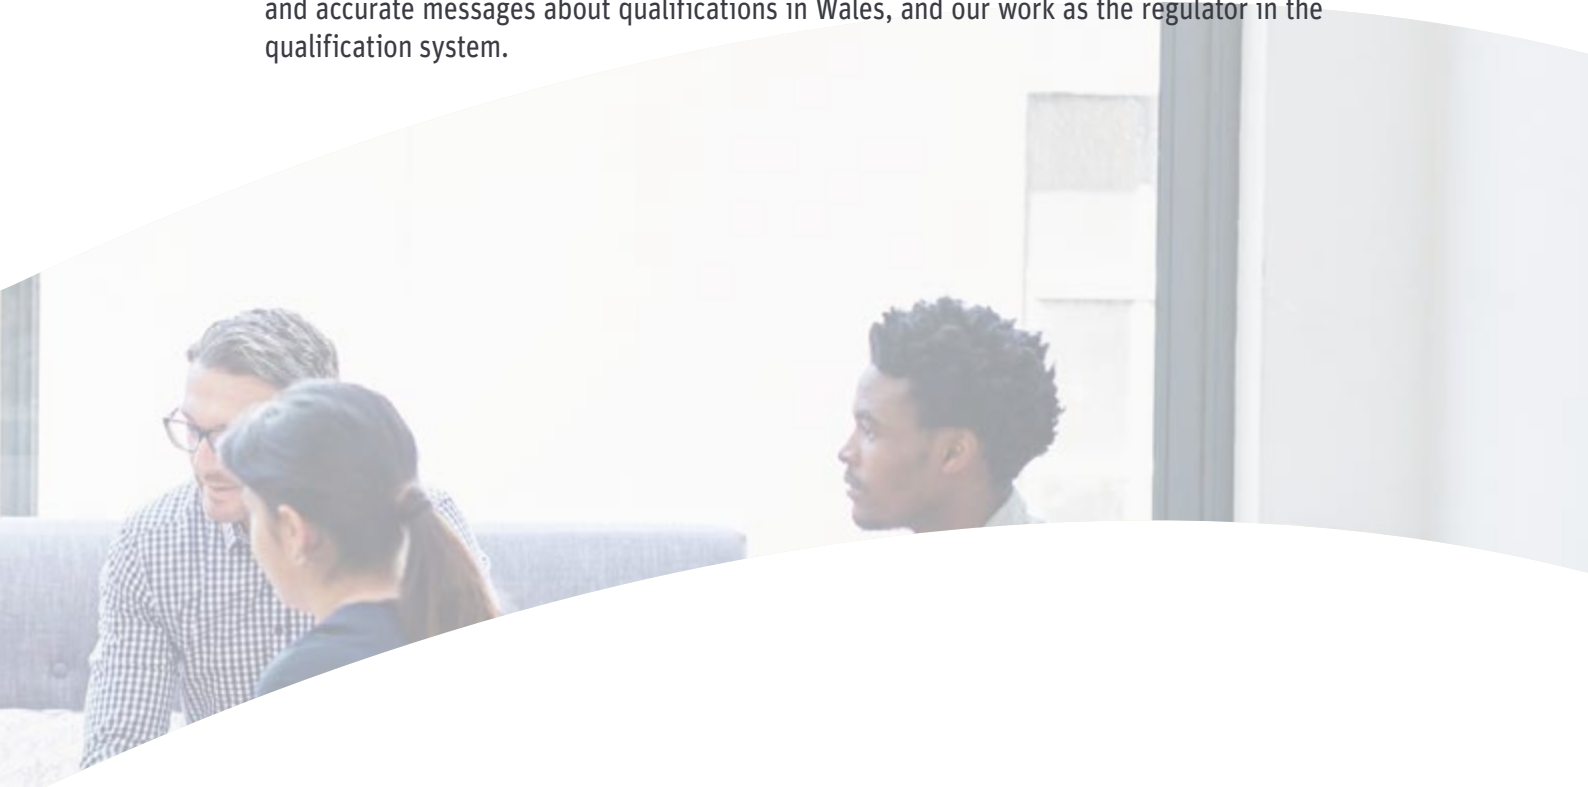 and accurate messages about qualifications in Wales, and our work as the regulator in the
qualification system.